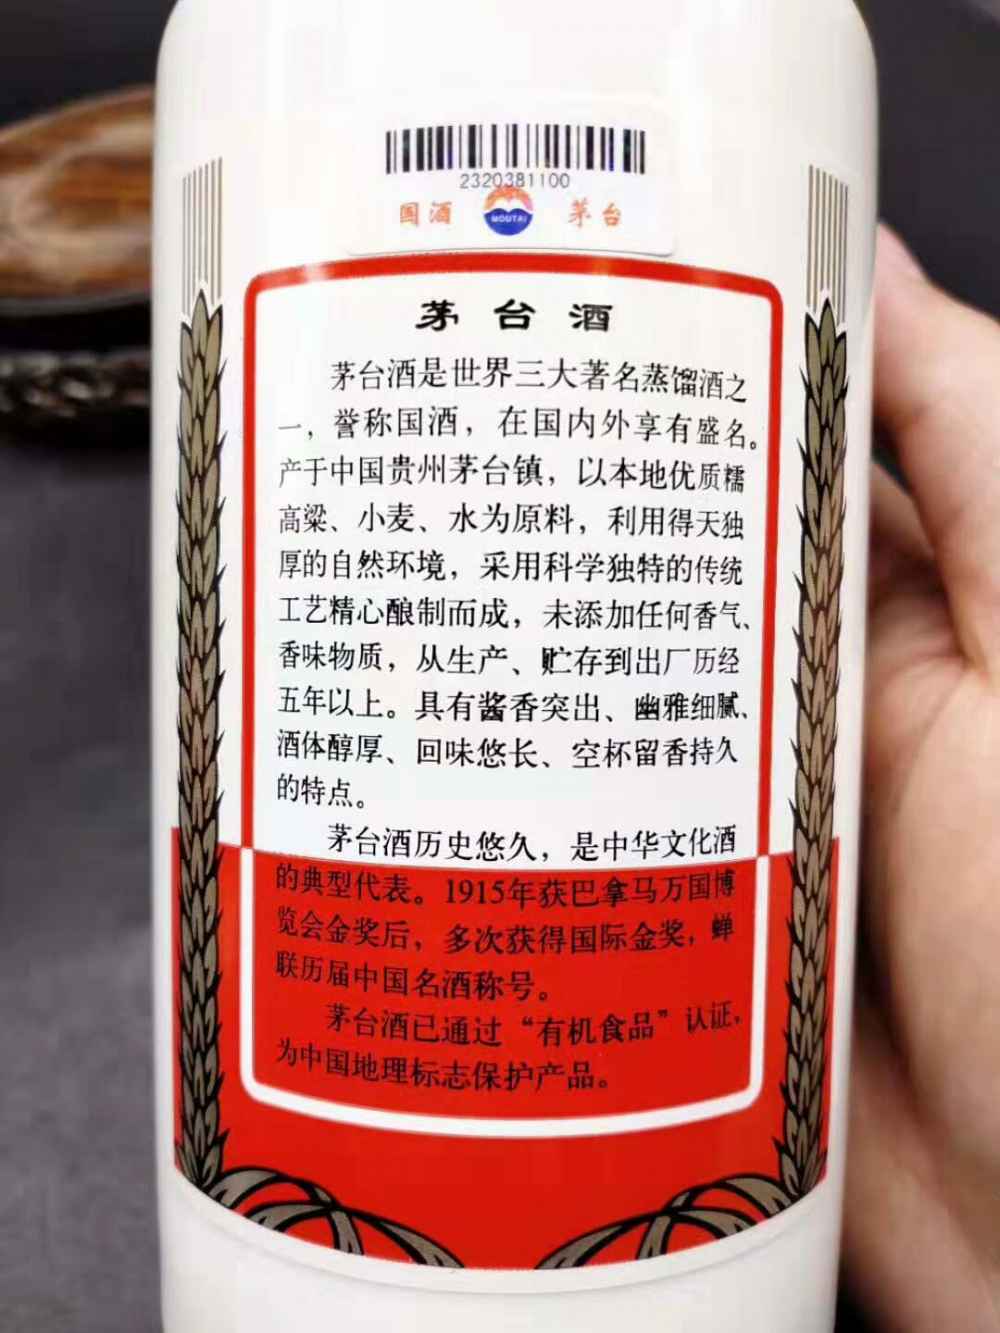 2320381100
国酒 MOUTAI 茅台
茅台酒
茅台酒是世界三大著名蒸馏酒之
一，誉称国酒，在国内外享有盛名。
产于中国贵州茅台镇，以本地优质糯
高粱、小麦、水为原料，利用得天独
厚的自然环境，采用科学独特的传统
工艺精心酿制而成，未添加任何香气、
香味物质，从生产、贮存到出厂历经
五年以上。具有酱香突出、幽雅细腻、
酒体醇厚、回味悠长、空杯留香持久
的特点。
茅台酒历史悠久，是中华文化酒
的典型代表。1915年获巴拿马万国博
览会金奖后，多次获得国际金奖，蝉
联历届中国名酒称号。
茅台酒已通过“有机食品”认证，
为中国地理标志保护产品。